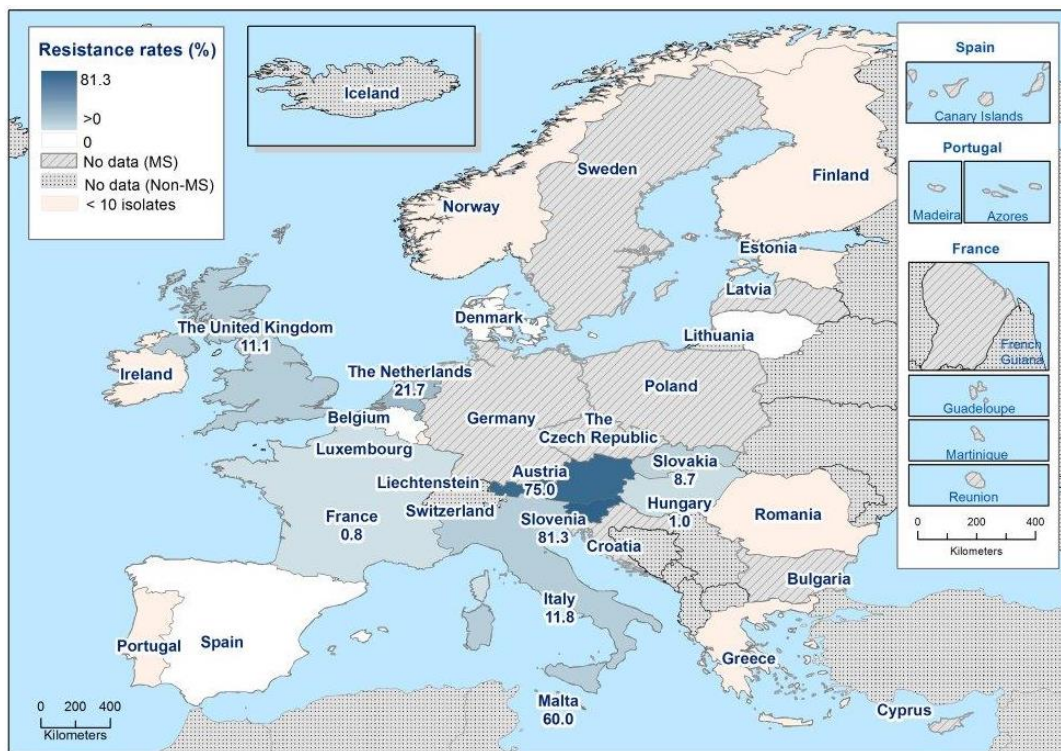 Resistance rates (%)
81.3
>0
0
No data (MS)
No data (Non-MS)
< 10 isolates
Iceland
Sweden
Finland
Norway
Estonia
Latvia
Denmark
Lithuania
The United Kingdom
11.1
Ireland
The Netherlands
21.7
Poland
Belgium
Germany
The
Czech Republic
Luxembourg
Austria
75.0
Slovakia
8.7
Liechtenstein
Switzerland
Hungary
1.0
France
0.8
Slovenia
81.3
Romania
Croatia
Bulgaria
Italy
11.8
Portugal
Spain
Greece
Malta
60.0
Cyprus
0 200 400
Kilometers
Spain
Canary Islands
Portugal
Madeira
Azores
France
French
Guiana
Guadeloupe
Martinique
Reunion
0 200 400
Kilometers